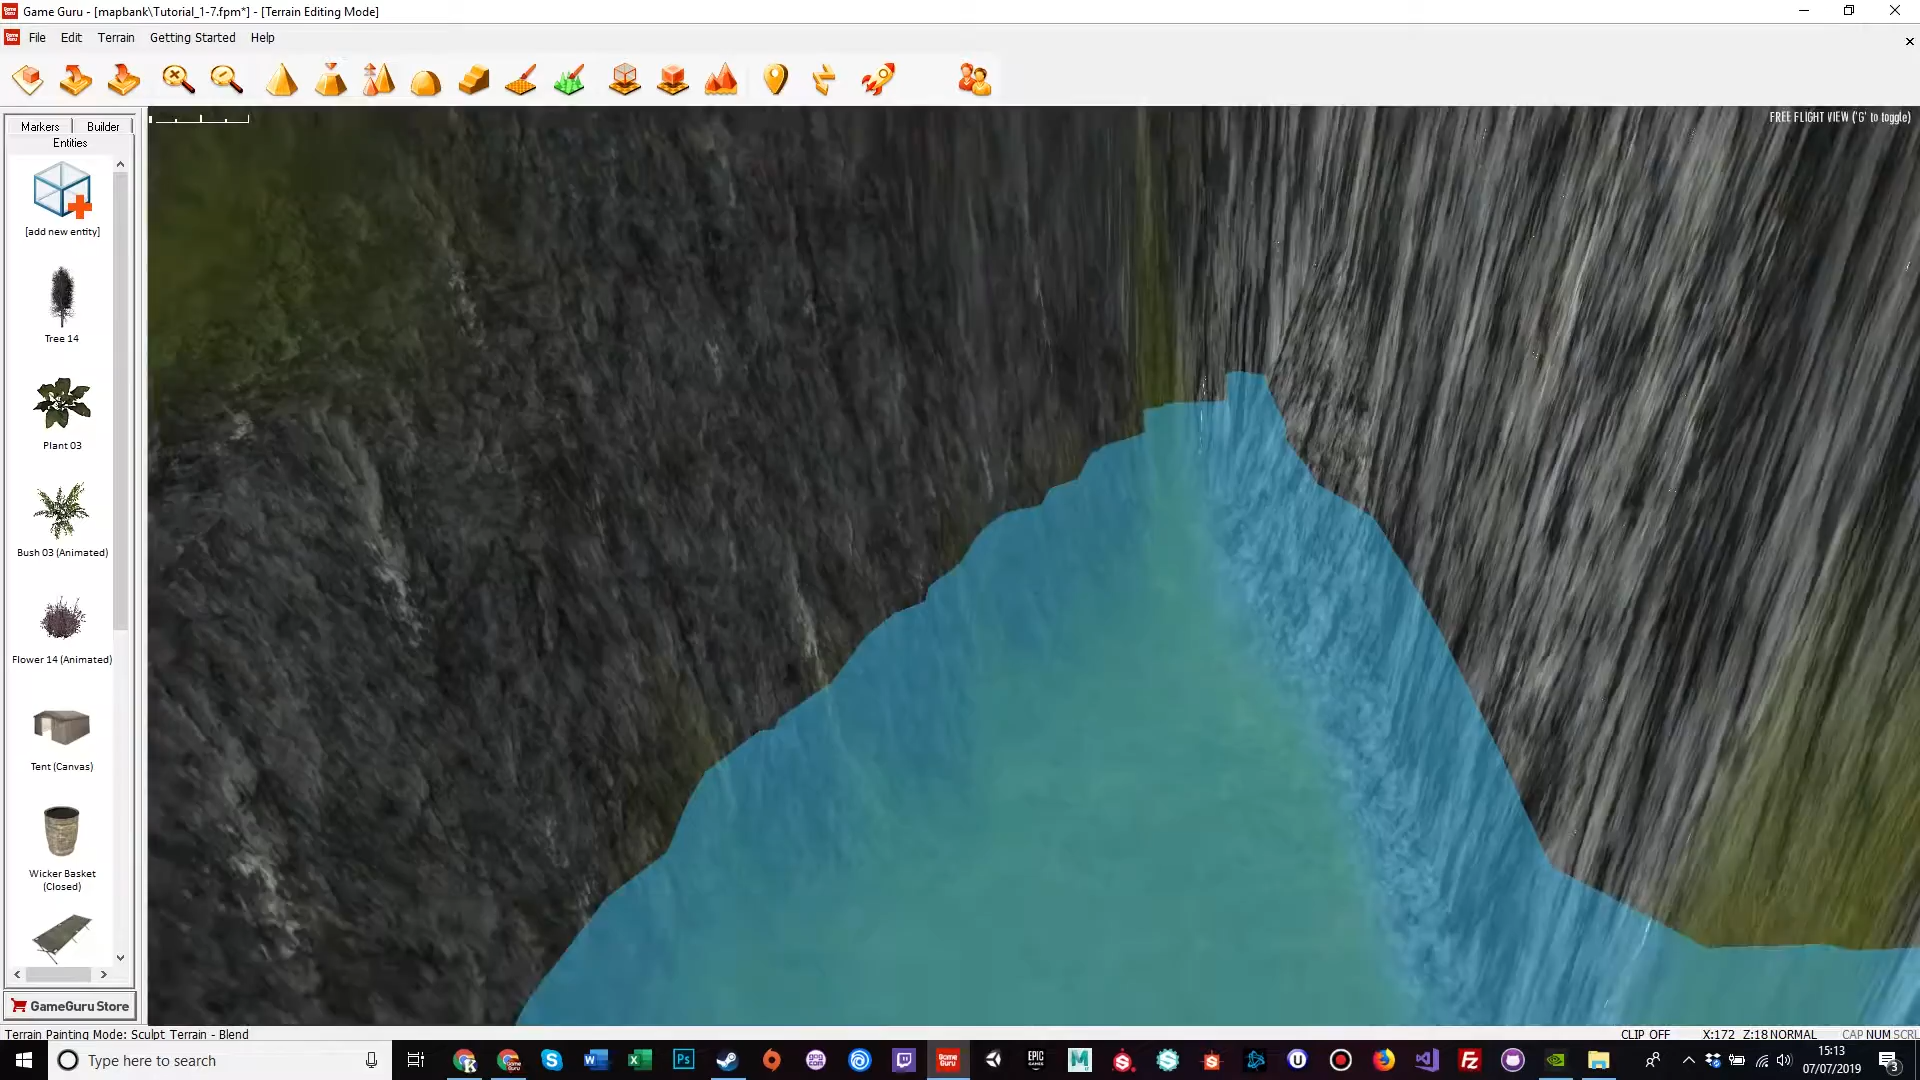 Game Guru - [mapbank\Tutorial_1-7.fpm*] - [Terrain Editing Mode]
File Edit Terrain Getting Started Help
FREE FLIGHT VIEW ('G' to toggle)
Markers Builder
Entities
[add new entity]
Tree 14
Plant 03
Bush 03 (Animated)
Flower 14 (Animated)
Tent (Canvas)
Wicker Basket
(Closed)
GameGuru Store
Terrain Painting Mode: Sculpt Terrain - Blend
CLIP OFF X:172 Z:18 NORMAL CAP NUM SCRL
Type here to search
15:13
07/07/2019
3